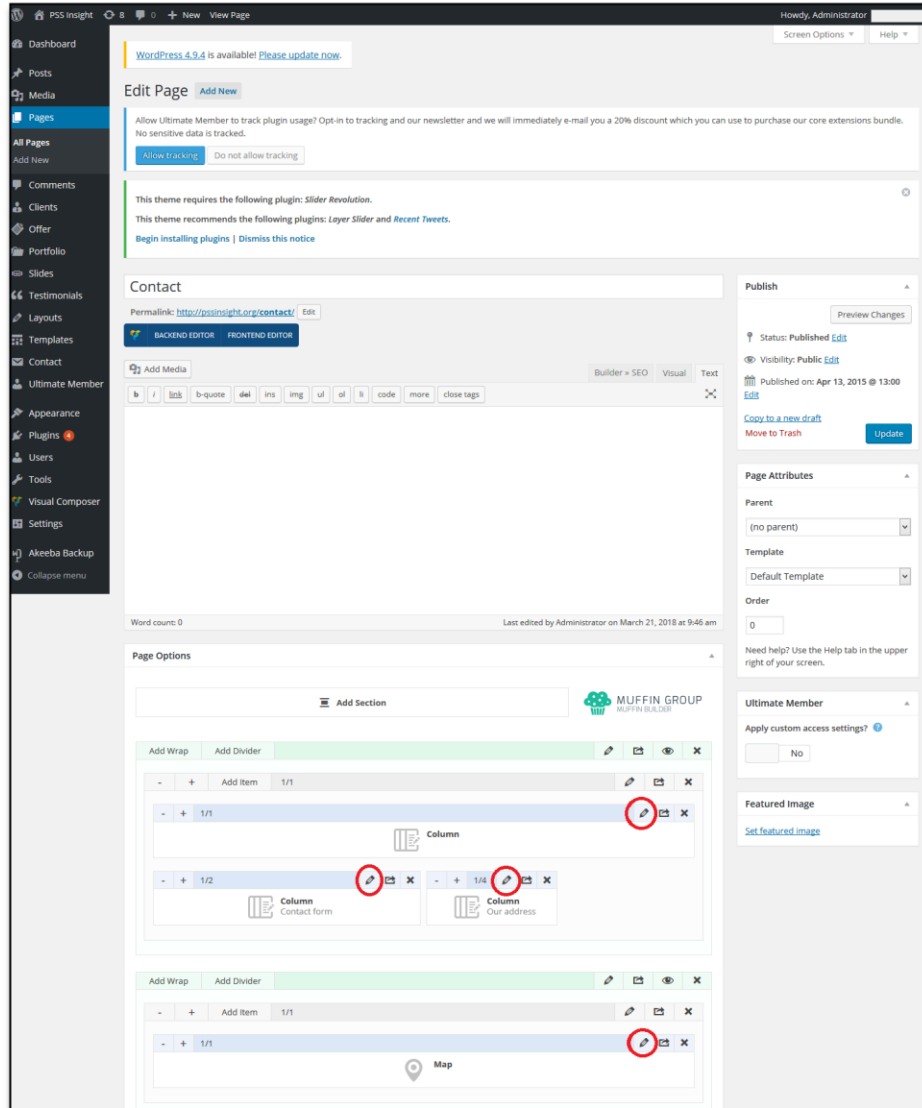 PSS Insight 8 0 + New View Page Howdy, Administrator
Screen Options Help
Dashboard
Posts
Media
Pages
All Pages
Add New
Comments
Clients
Offer
Portfolio
Slides
Testimonials
Layouts
Templates
Contact
Ultimate Member
Appearance
Plugins 4
Users
Tools
Visual Composer
Settings
Akeeba Backup
Collapse menu
WordPress 4.9.4 is available! Please update now.
Edit Page Add New
Allow Ultimate Member to track plugin usage? Opt-in to tracking and our newsletter and we will immediately e-mail you a 20% discount which you can use to purchase our core extensions bundle.
No sensitive data is tracked.
Allow tracking Do not allow tracking
This theme requires the following plugin: Slider Revolution.
This theme recommends the following plugins: Layer Slider and Recent Tweets.
Begin installing plugins | Dismiss this notice
Contact
Permalink: http://pssinsight.org/contact/ Edit
BACKEND EDITOR FRONTEND EDITOR
Add Media Builder » SEO Visual Text
b i link b-quote del ins img ul ol li code more close tags
Word count: 0 Last edited by Administrator on March 21, 2018 at 9:46 am
Page Options
Add Section
MUFFIN GROUP
MUFFIN BUILDER
Add Wrap Add Divider
- + Add Item 1/1
- + 1/1
Column
- + 1/2
Column
Contact form
- + 1/4
Column
Our address
Add Wrap Add Divider
- + Add Item 1/1
- + 1/1
Map
Publish
Preview Changes
Status: Published Edit
Visibility: Public Edit
Published on: Apr 13, 2015 @ 13:00
Edit
Copy to a new draft
Move to Trash Update
Page Attributes
Parent
(no parent)
Template
Default Template
Order
0
Need help? Use the Help tab in the upper
right of your screen.
Ultimate Member
Apply custom access settings? ?
No
Featured Image
Set featured image